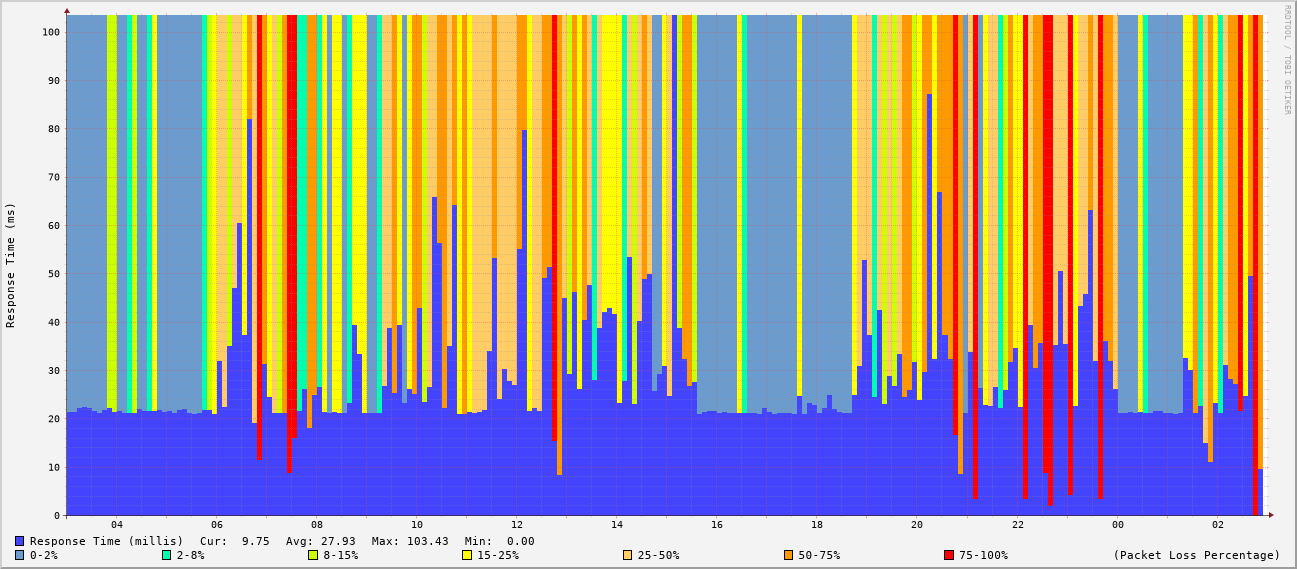 RRDTOOL / TOBI OETIKER
Response Time (ms)
100
90
80
70
60
50
40
30
20
10
0
04 06 08 10 12 14 16 18 20 22 00 02
Response Time (millis) Cur: 9.75 Avg: 27.93 Max: 103.43 Min: 0.00
0-2% 2-8% 8-15% 15-25% 25-50% 50-75% 75-100% (Packet Loss Percentage)